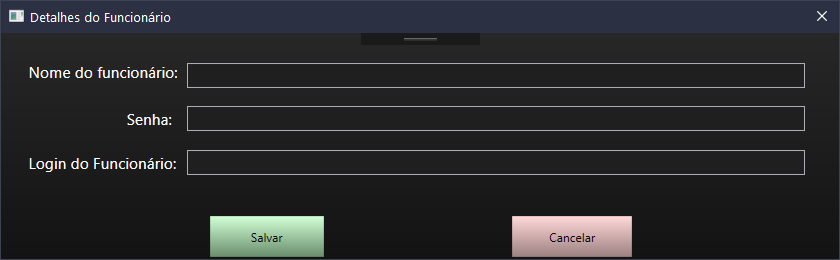 Detalhes do Funcionário
Nome do funcionário:
Senha:
Login do Funcionário:
Salvar
Cancelar